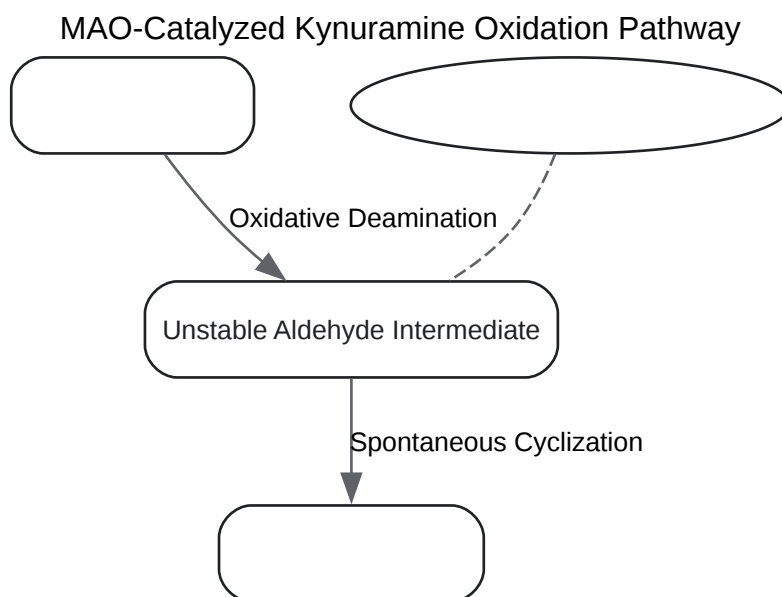 MAO-Catalyzed Kynuramine Oxidation Pathway
Oxidative Deamination
Unstable Aldehyde Intermediate
Spontaneous Cyclization